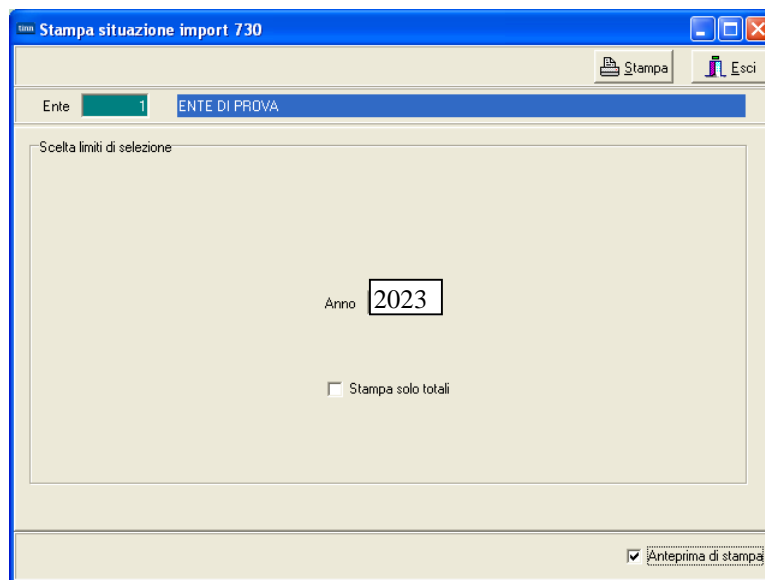 tinn Stampa situazione import 730
Stampa Esci
Ente 1 ENTE DI PROVA
Scelta limiti di selezione
Anno 2023
Stampa solo totali
Anteprima di stampa